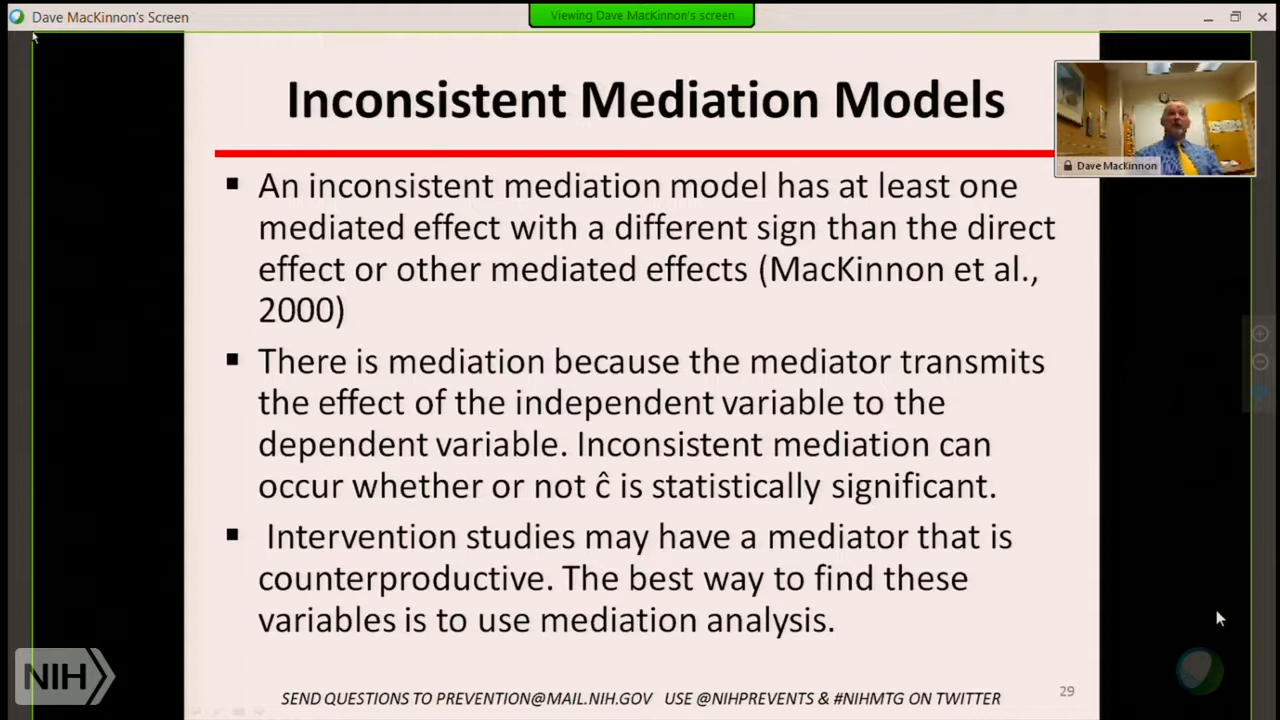 Dave MacKinnon's Screen
Viewing Dave MacKinnon's screen
Inconsistent Mediation Models
Dave MacKinnon
▪ An inconsistent mediation model has at least one
mediated effect with a different sign than the direct
effect or other mediated effects (MacKinnon et al.,
2000)
▪ There is mediation because the mediator transmits
the effect of the independent variable to the
dependent variable. Inconsistent mediation can
occur whether or not ĉ is statistically significant.
▪ Intervention studies may have a mediator that is
counterproductive. The best way to find these
variables is to use mediation analysis.
NIH
SEND QUESTIONS TO PREVENTION@MAIL.NIH.GOV USE @NIHPREVENTS & #NIHMTG ON TWITTER
29